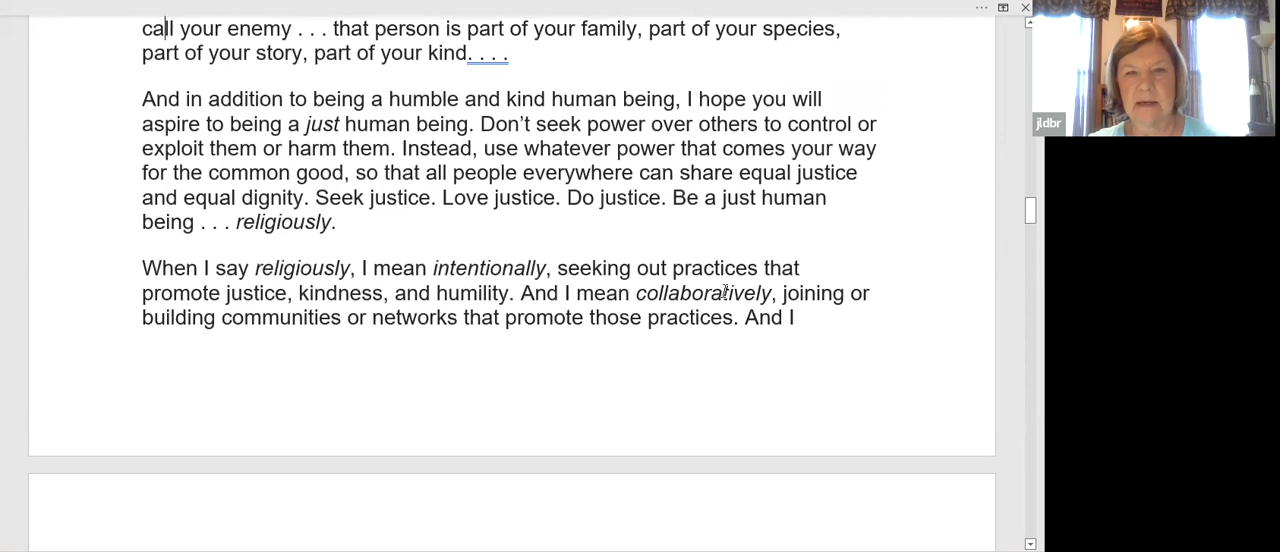 call your enemy . . . that person is part of your family, part of your species,
part of your story, part of your kind. . . .
And in addition to being a humble and kind human being, I hope you will
aspire to being a just human being. Don’t seek power over others to control or
exploit them or harm them. Instead, use whatever power that comes your way
for the common good, so that all people everywhere can share equal justice
and equal dignity. Seek justice. Love justice. Do justice. Be a just human
being . . . religiously.
When I say religiously, I mean intentionally, seeking out practices that
promote justice, kindness, and humility. And I mean collaboratively, joining or
building communities or networks that promote those practices. And I
jldbr